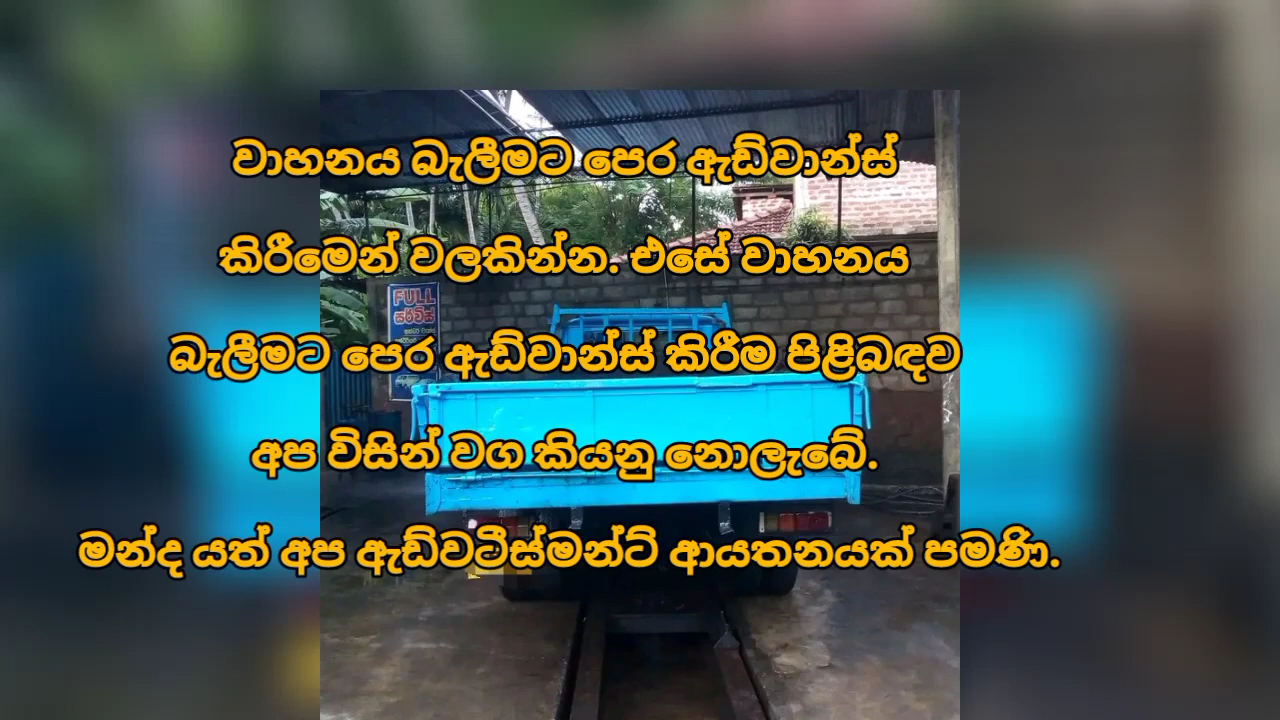 වාහනය බැලීමට පෙර ඇඩ්වාන්ස්
කිරීමෙන් වලකින්න. එසේ වාහනය
බැලීමට පෙර ඇඩ්වාන්ස් කිරීම පිළිබඳව
අප විසින් වග කියනු නොලැබේ.
මන්ද යත් අප ඇඩ්වටීස්මන්ට් ආයතනයක් පමණි.
FULL
සර්විස්